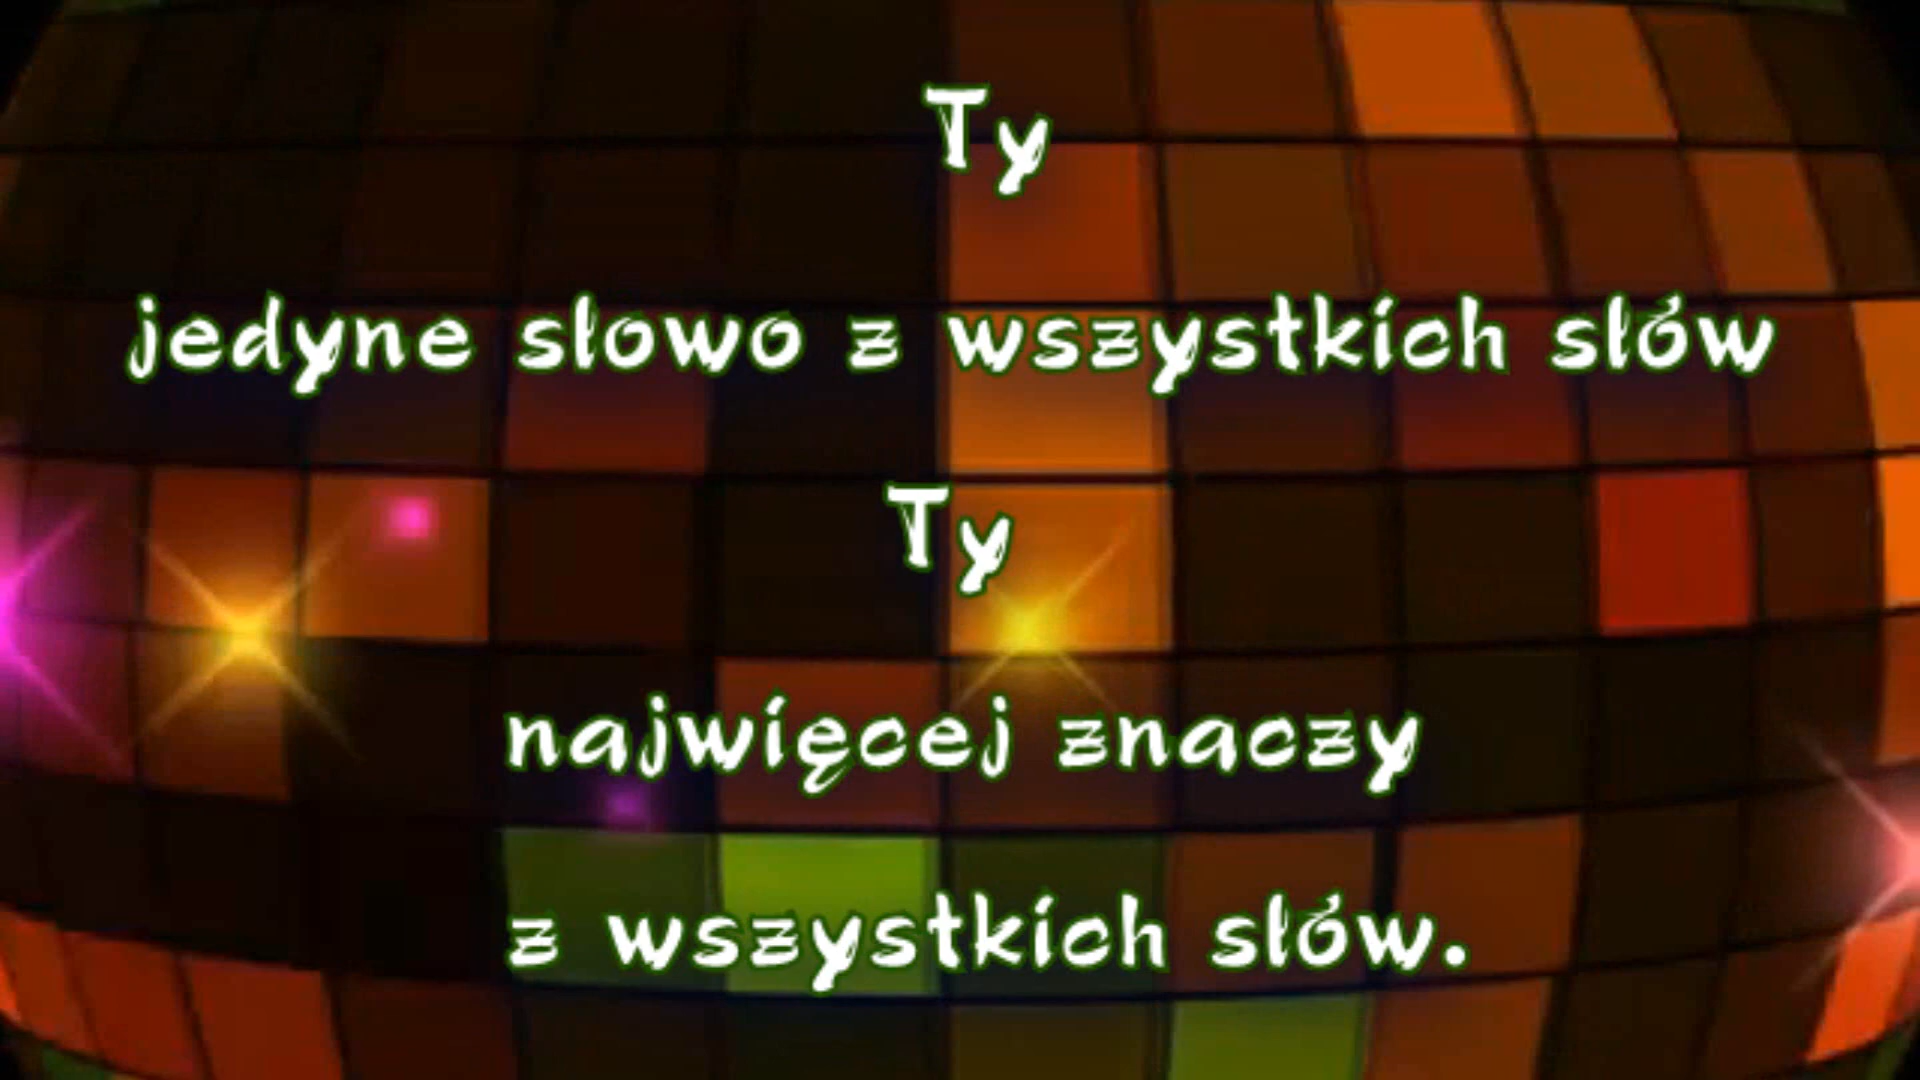 Ty
jedyne słowo z wszystkich słów
Ty
najwięcej znaczy
z wszystkich słów.